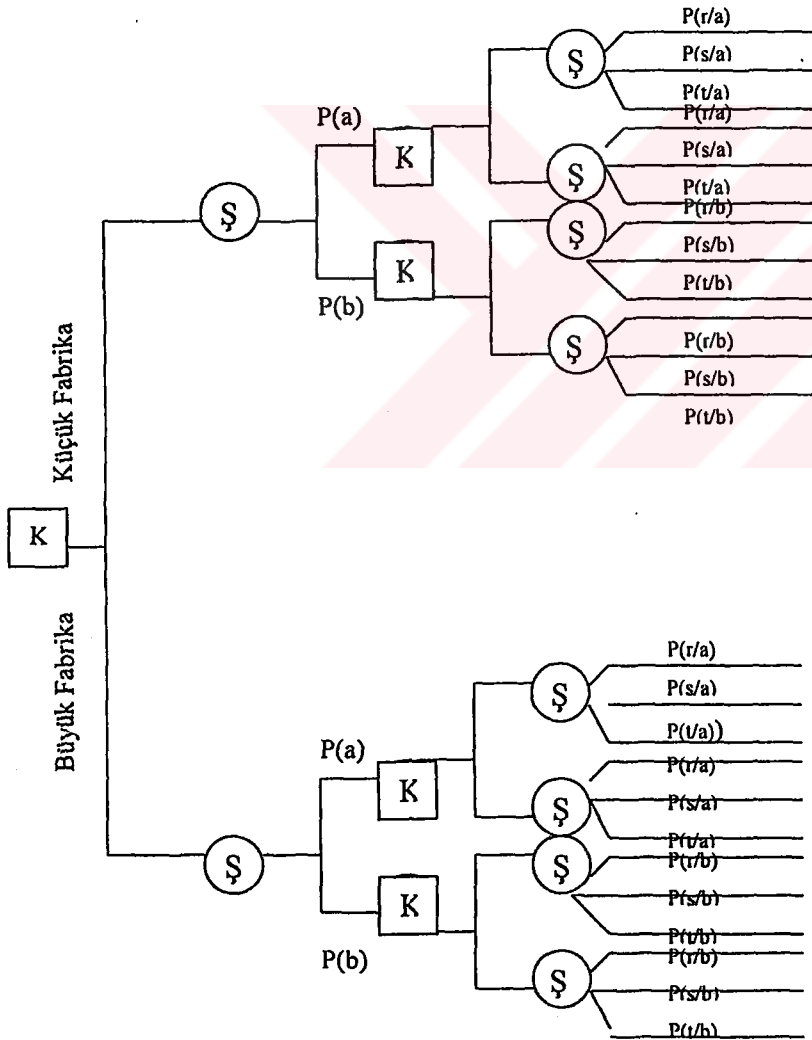 P(r/a)
Ş
P(s/a)
P(t/a)
P(a)
P(r/a)
K
P(s/a)
Ş
P(t/a)
Ş
P(r/b)
Ş
P(s/b)
K
P(t/b)
P(b)
Ş
P(r/b)
P(s/b)
P(t/b)
Küçük Fabrika
K
Büyük Fabrika
P(r/a)
Ş
P(s/a)
P(t/a))
P(a)
P(r/a)
K
P(s/a)
Ş
P(t/a)
Ş
P(r/b)
Ş
K
P(s/b)
P(t/b)
P(b)
P(r/b)
Ş
P(s/b)
P(t/b)